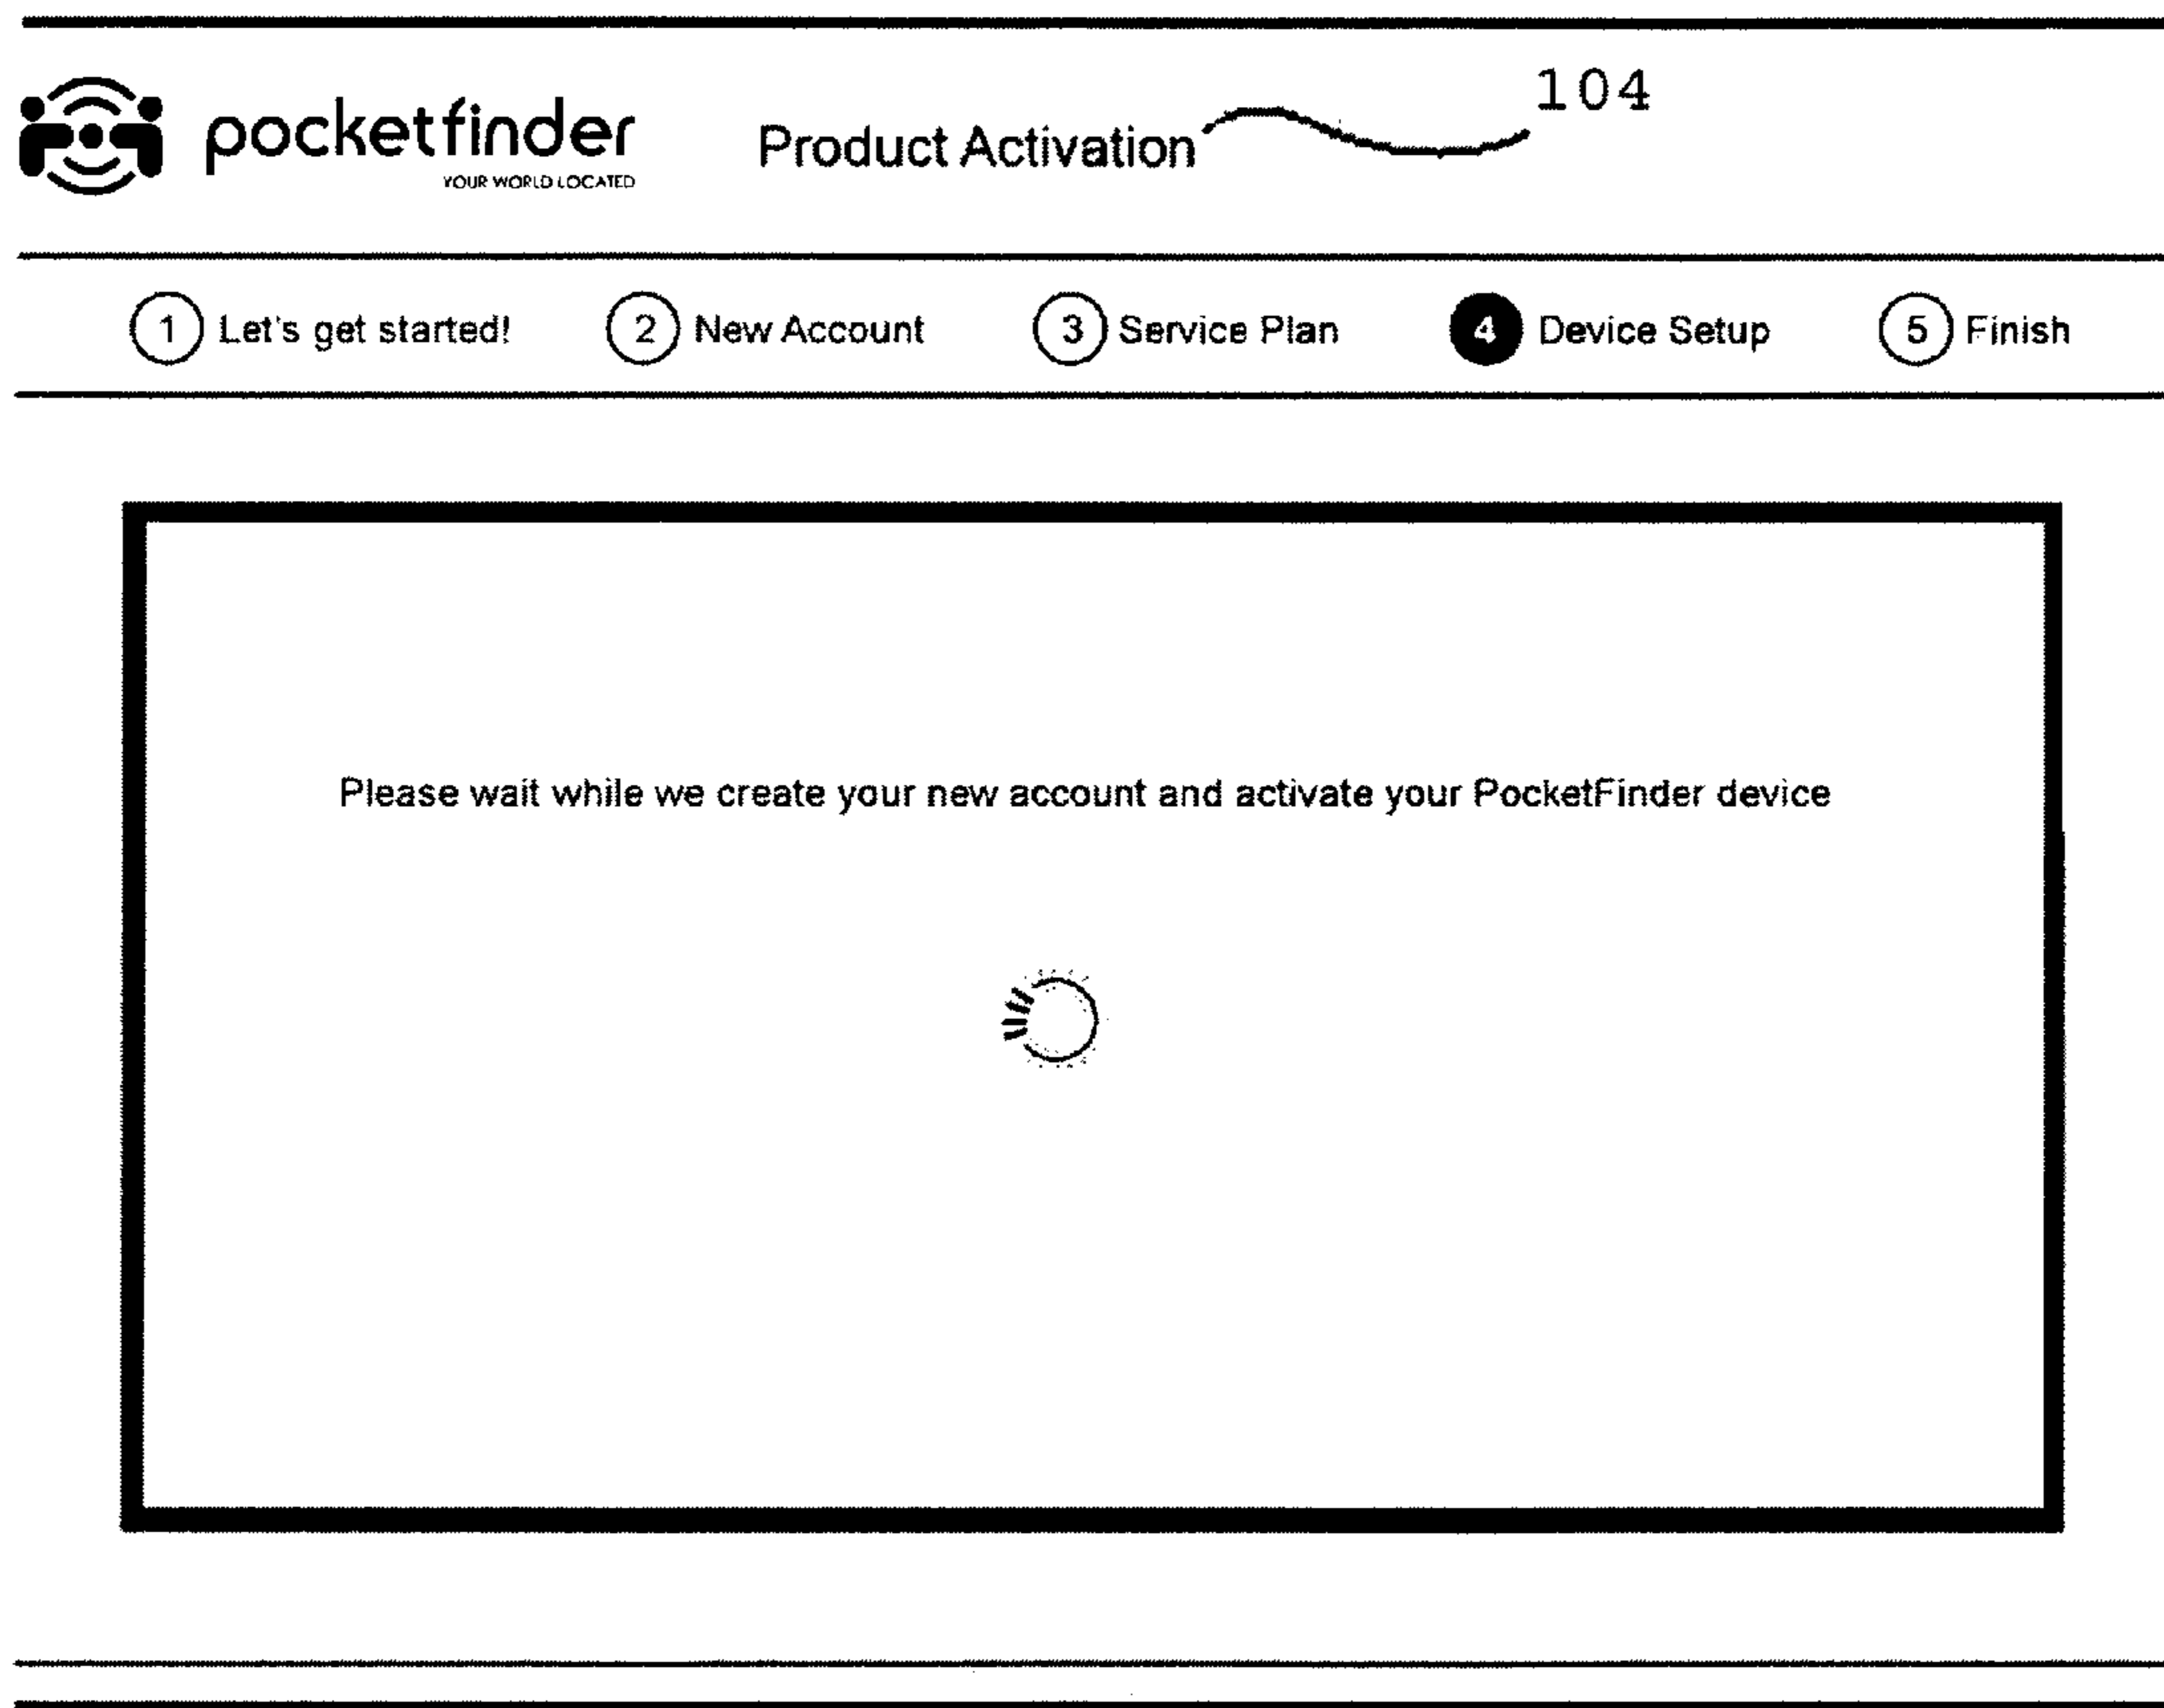 pocketfinder
YOUR WORLD LOCATED
Product Activation
104
1 Let's get started! 2 New Account 3 Service Plan 4 Device Setup 5 Finish
Please wait while we create your new account and activate your PocketFinder device